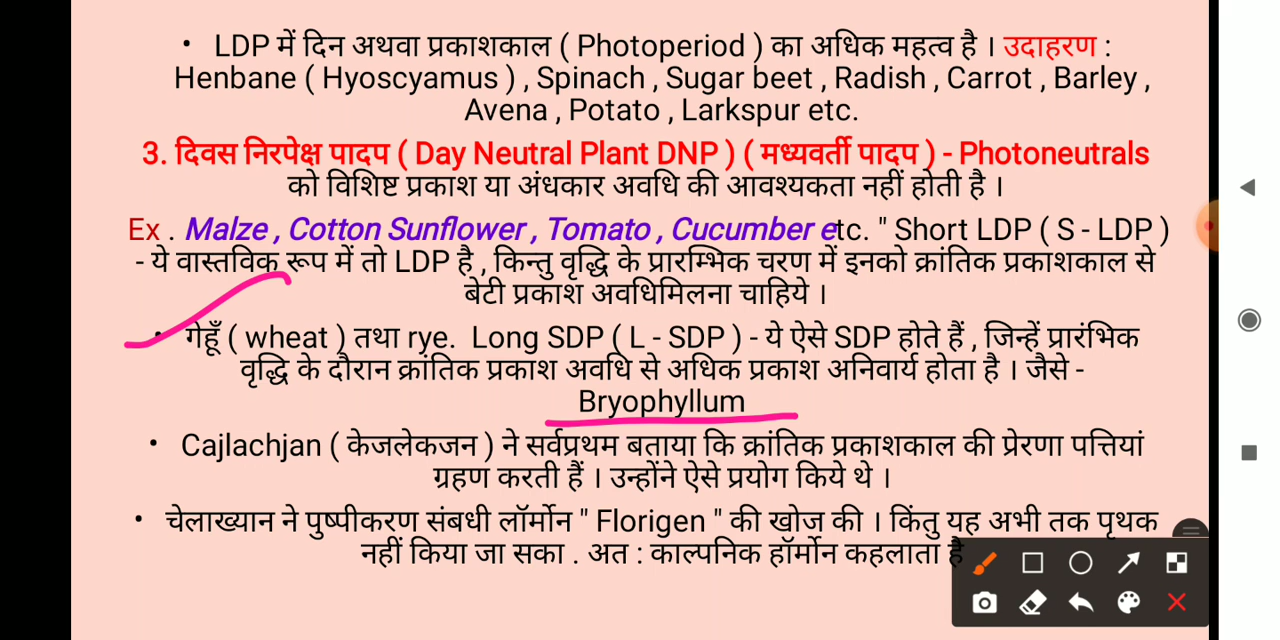 • LDP में दिन अथवा प्रकाशकाल ( Photoperiod ) का अधिक महत्व है । उदाहरण :
Henbane ( Hyoscyamus ) , Spinach , Sugar beet , Radish , Carrot , Barley ,
Avena , Potato , Larkspur etc.
3. दिवस निरपेक्ष पादप ( Day Neutral Plant DNP ) ( मध्यवर्ती पादप ) - Photoneutrals
को विशिष्ट प्रकाश या अंधकार अवधि की आवश्यकता नहीं होती है ।
Ex . Malze , Cotton Sunflower , Tomato , Cucumber etc. " Short LDP ( S - LDP )
- ये वास्तविक रूप में तो LDP है , किन्तु वृद्धि के प्रारम्भिक चरण में इनको क्रांतिक प्रकाशकाल से
बेटी प्रकाश अवधिमिलना चाहिये ।
• गेहूँ ( wheat ) तथा rye. Long SDP ( L - SDP ) - ये ऐसे SDP होते हैं , जिन्हें प्रारंभिक
वृद्धि के दौरान क्रांतिक प्रकाश अवधि से अधिक प्रकाश अनिवार्य होता है । जैसे -
Bryophyllum
• Cajlachjan ( केजलेकजन ) ने सर्वप्रथम बताया कि क्रांतिक प्रकाशकाल की प्रेरणा पत्तियां
ग्रहण करती हैं । उन्होंने ऐसे प्रयोग किये थे ।
• चेलाख्यान ने पुष्पीकरण संबधी लॉर्मोन " Florigen " की खोज की । किंतु यह अभी तक पृथक
नहीं किया जा सका . अत : काल्पनिक हॉर्मोन कहलाता है